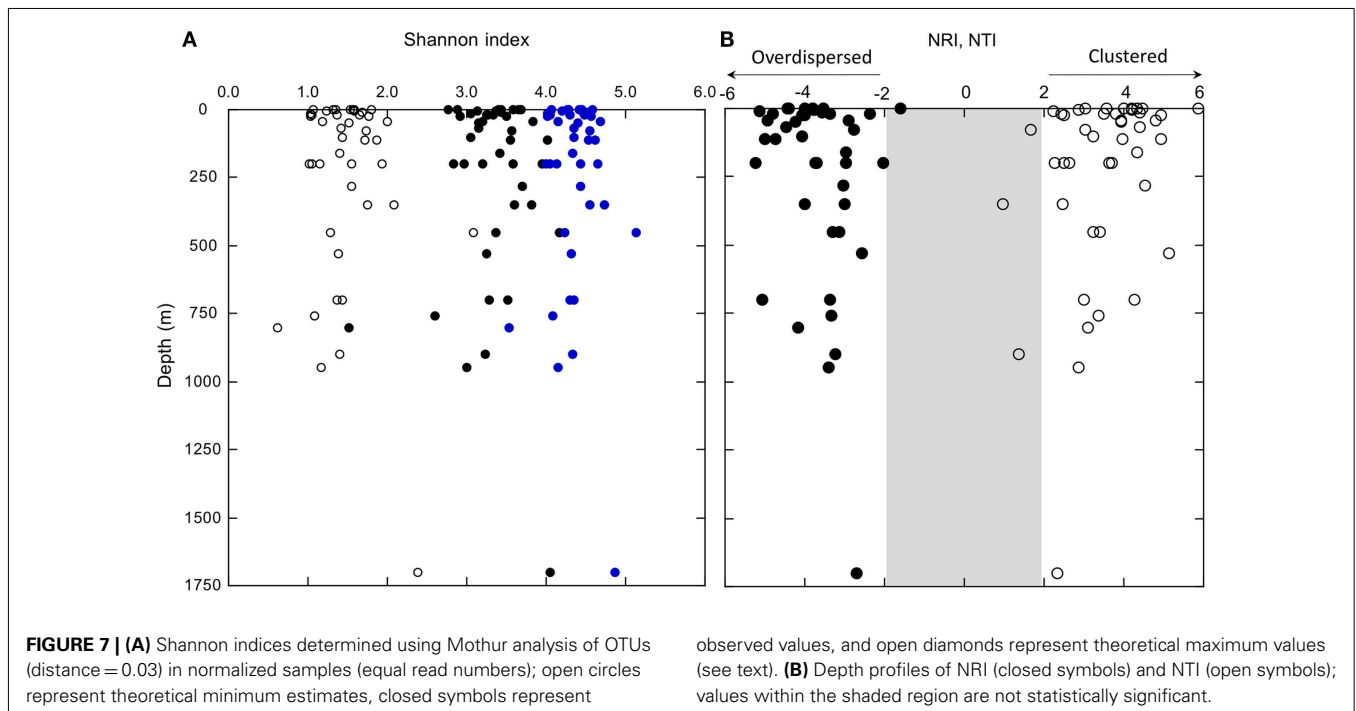 A
Shannon index
0.0 1.0 2.0 3.0 4.0 5.0 6.0
0
250
500
750
1000
1250
1500
1750
Depth (m)
B
NRI, NTI
Overdispersed
Clustered
-6 -4 -2 0 2 4 6
FIGURE 7 | (A) Shannon indices determined using Mothur analysis of OTUs
(distance = 0.03) in normalized samples (equal read numbers); open circles
represent theoretical minimum estimates, closed symbols represent
observed values, and open diamonds represent theoretical maximum values
(see text). (B) Depth profiles of NRI (closed symbols) and NTI (open symbols);
values within the shaded region are not statistically significant.